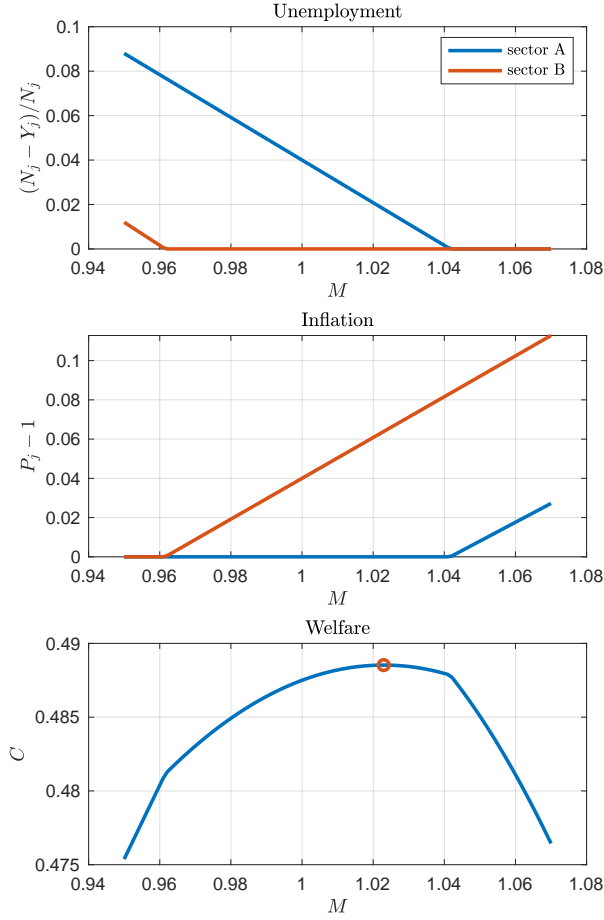 Unemployment
0.1
0.08
0.06
0.04
0.02
0
(N_j − Y_j)/N_j
sector A
sector B
0.94 0.96 0.98 1 1.02 1.04 1.06 1.08
M
Inflation
0.1
0.08
0.06
0.04
0.02
0
P_j − 1
0.94 0.96 0.98 1 1.02 1.04 1.06 1.08
M
Welfare
0.49
0.485
0.48
0.475
C
0.94 0.96 0.98 1 1.02 1.04 1.06 1.08
M